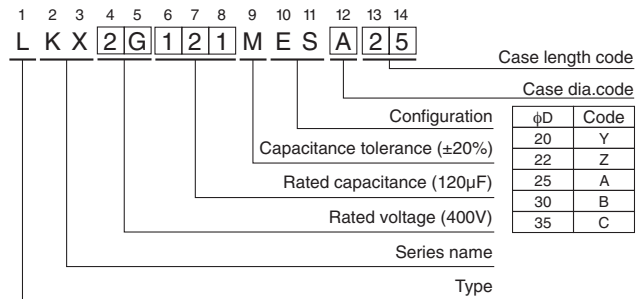 1 2 3 4 5 6 7 8 9 10 11 12 13 14
L K X 2 G 1 2 1 M E S A 2 5
Case length code
Case dia.code
Configuration
Capacitance tolerance (±20%)
Rated capacitance (120µF)
Rated voltage (400V)
Series name
Type
ϕD Code
20 Y
22 Z
25 A
30 B
35 C